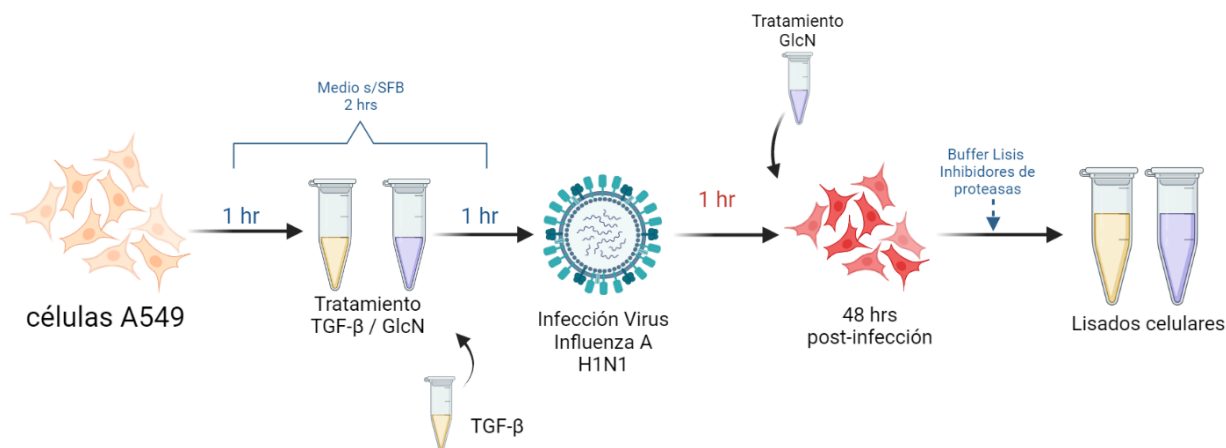 Tratamiento
GlcN
Medio s/SFB
2 hrs
Buffer Lisis
Inhibidores de
proteasas
1 hr
1 hr
1 hr
células A549
Tratamiento
TGF-β / GlcN
Infección Virus
Influenza A
H1N1
48 hrs
post-infección
Lisados celulares
TGF-β